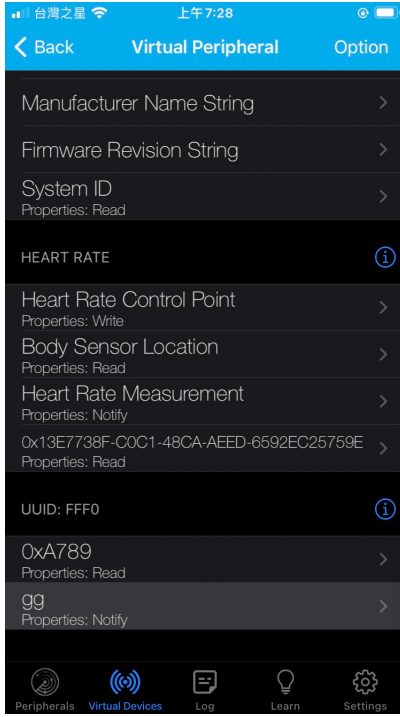 台灣之星 上午7:28
Back Virtual Peripheral Option
Manufacturer Name String
Firmware Revision String
System ID
Properties: Read
HEART RATE
Heart Rate Control Point
Properties: Write
Body Sensor Location
Properties: Read
Heart Rate Measurement
Properties: Notify
0x13E7738F-C0C1-48CA-AEED-6592EC25759E
Properties: Read
UUID: FFF0
0xA789
Properties: Read
gg
Properties: Notify
Peripherals Virtual Devices Log Learn Settings